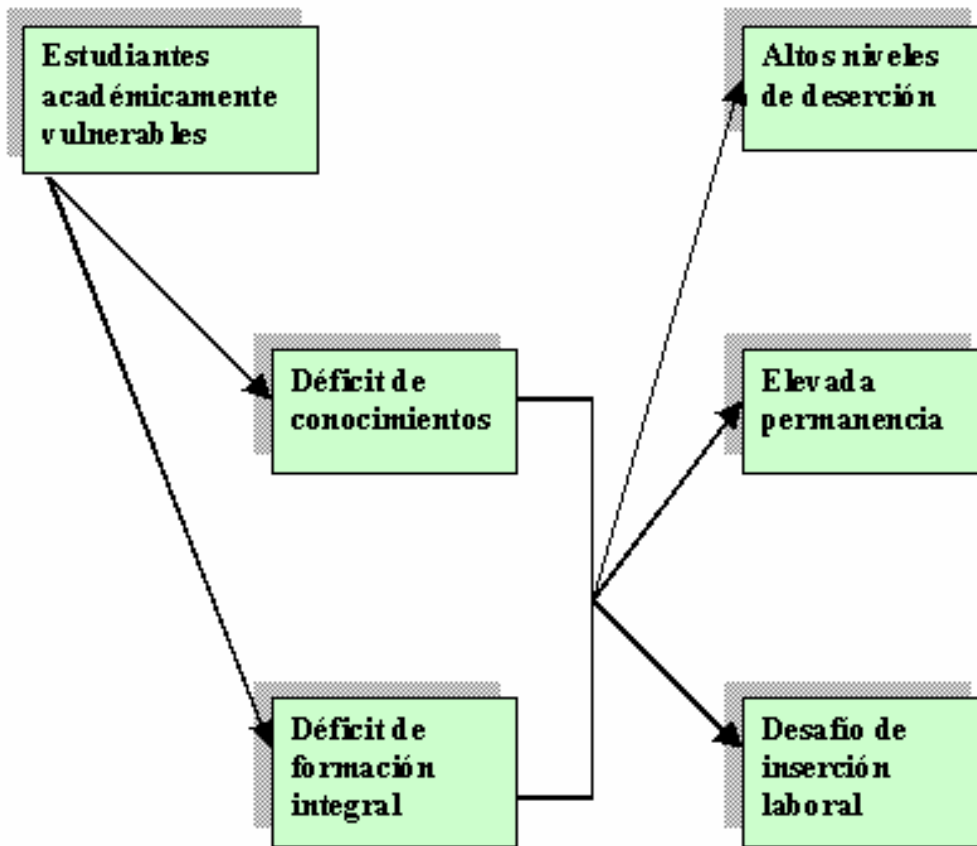 Estudiantes
académicamente
vulnerables
Altos niveles
de deserción
Déficit de
conocimientos
Elevada
permanencia
Déficit de
formación
integral
Desafío de
inserción
laboral